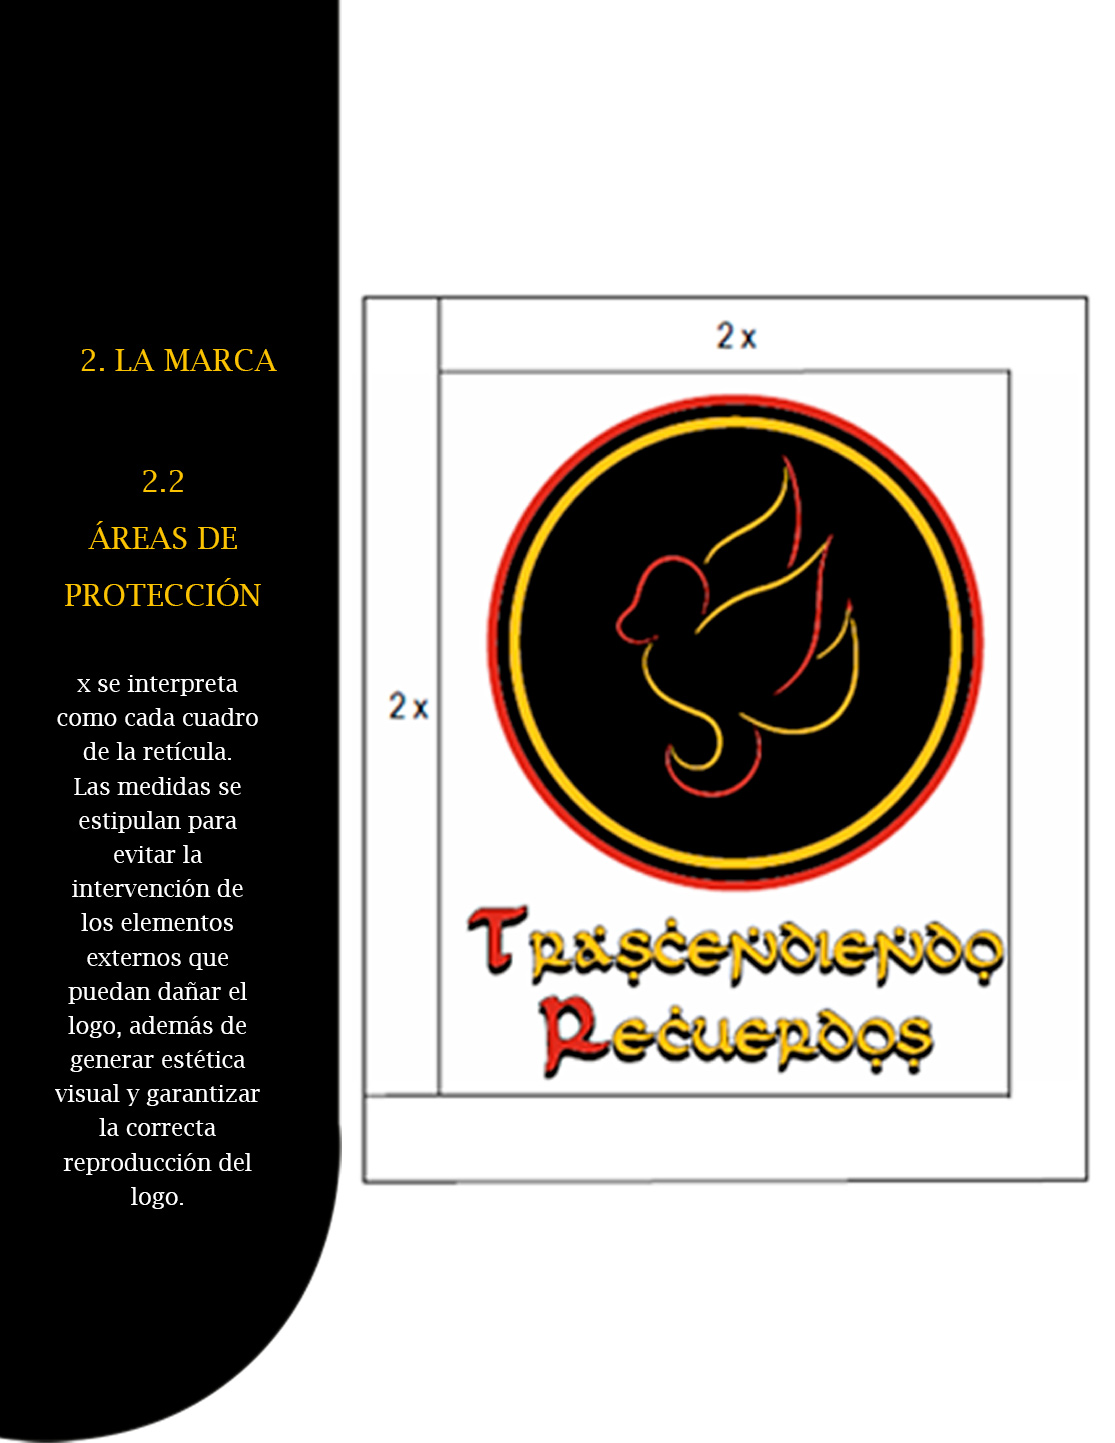 2. LA MARCA
2.2
ÁREAS DE
PROTECCIÓN
x se interpreta
como cada cuadro
de la retícula.
Las medidas se
estipulan para
evitar la
intervención de
los elementos
externos que
puedan dañar el
logo, además de
generar estética
visual y garantizar
la correcta
reproducción del
logo.
2 x
2 x
Trascendiendo
Recuerdos